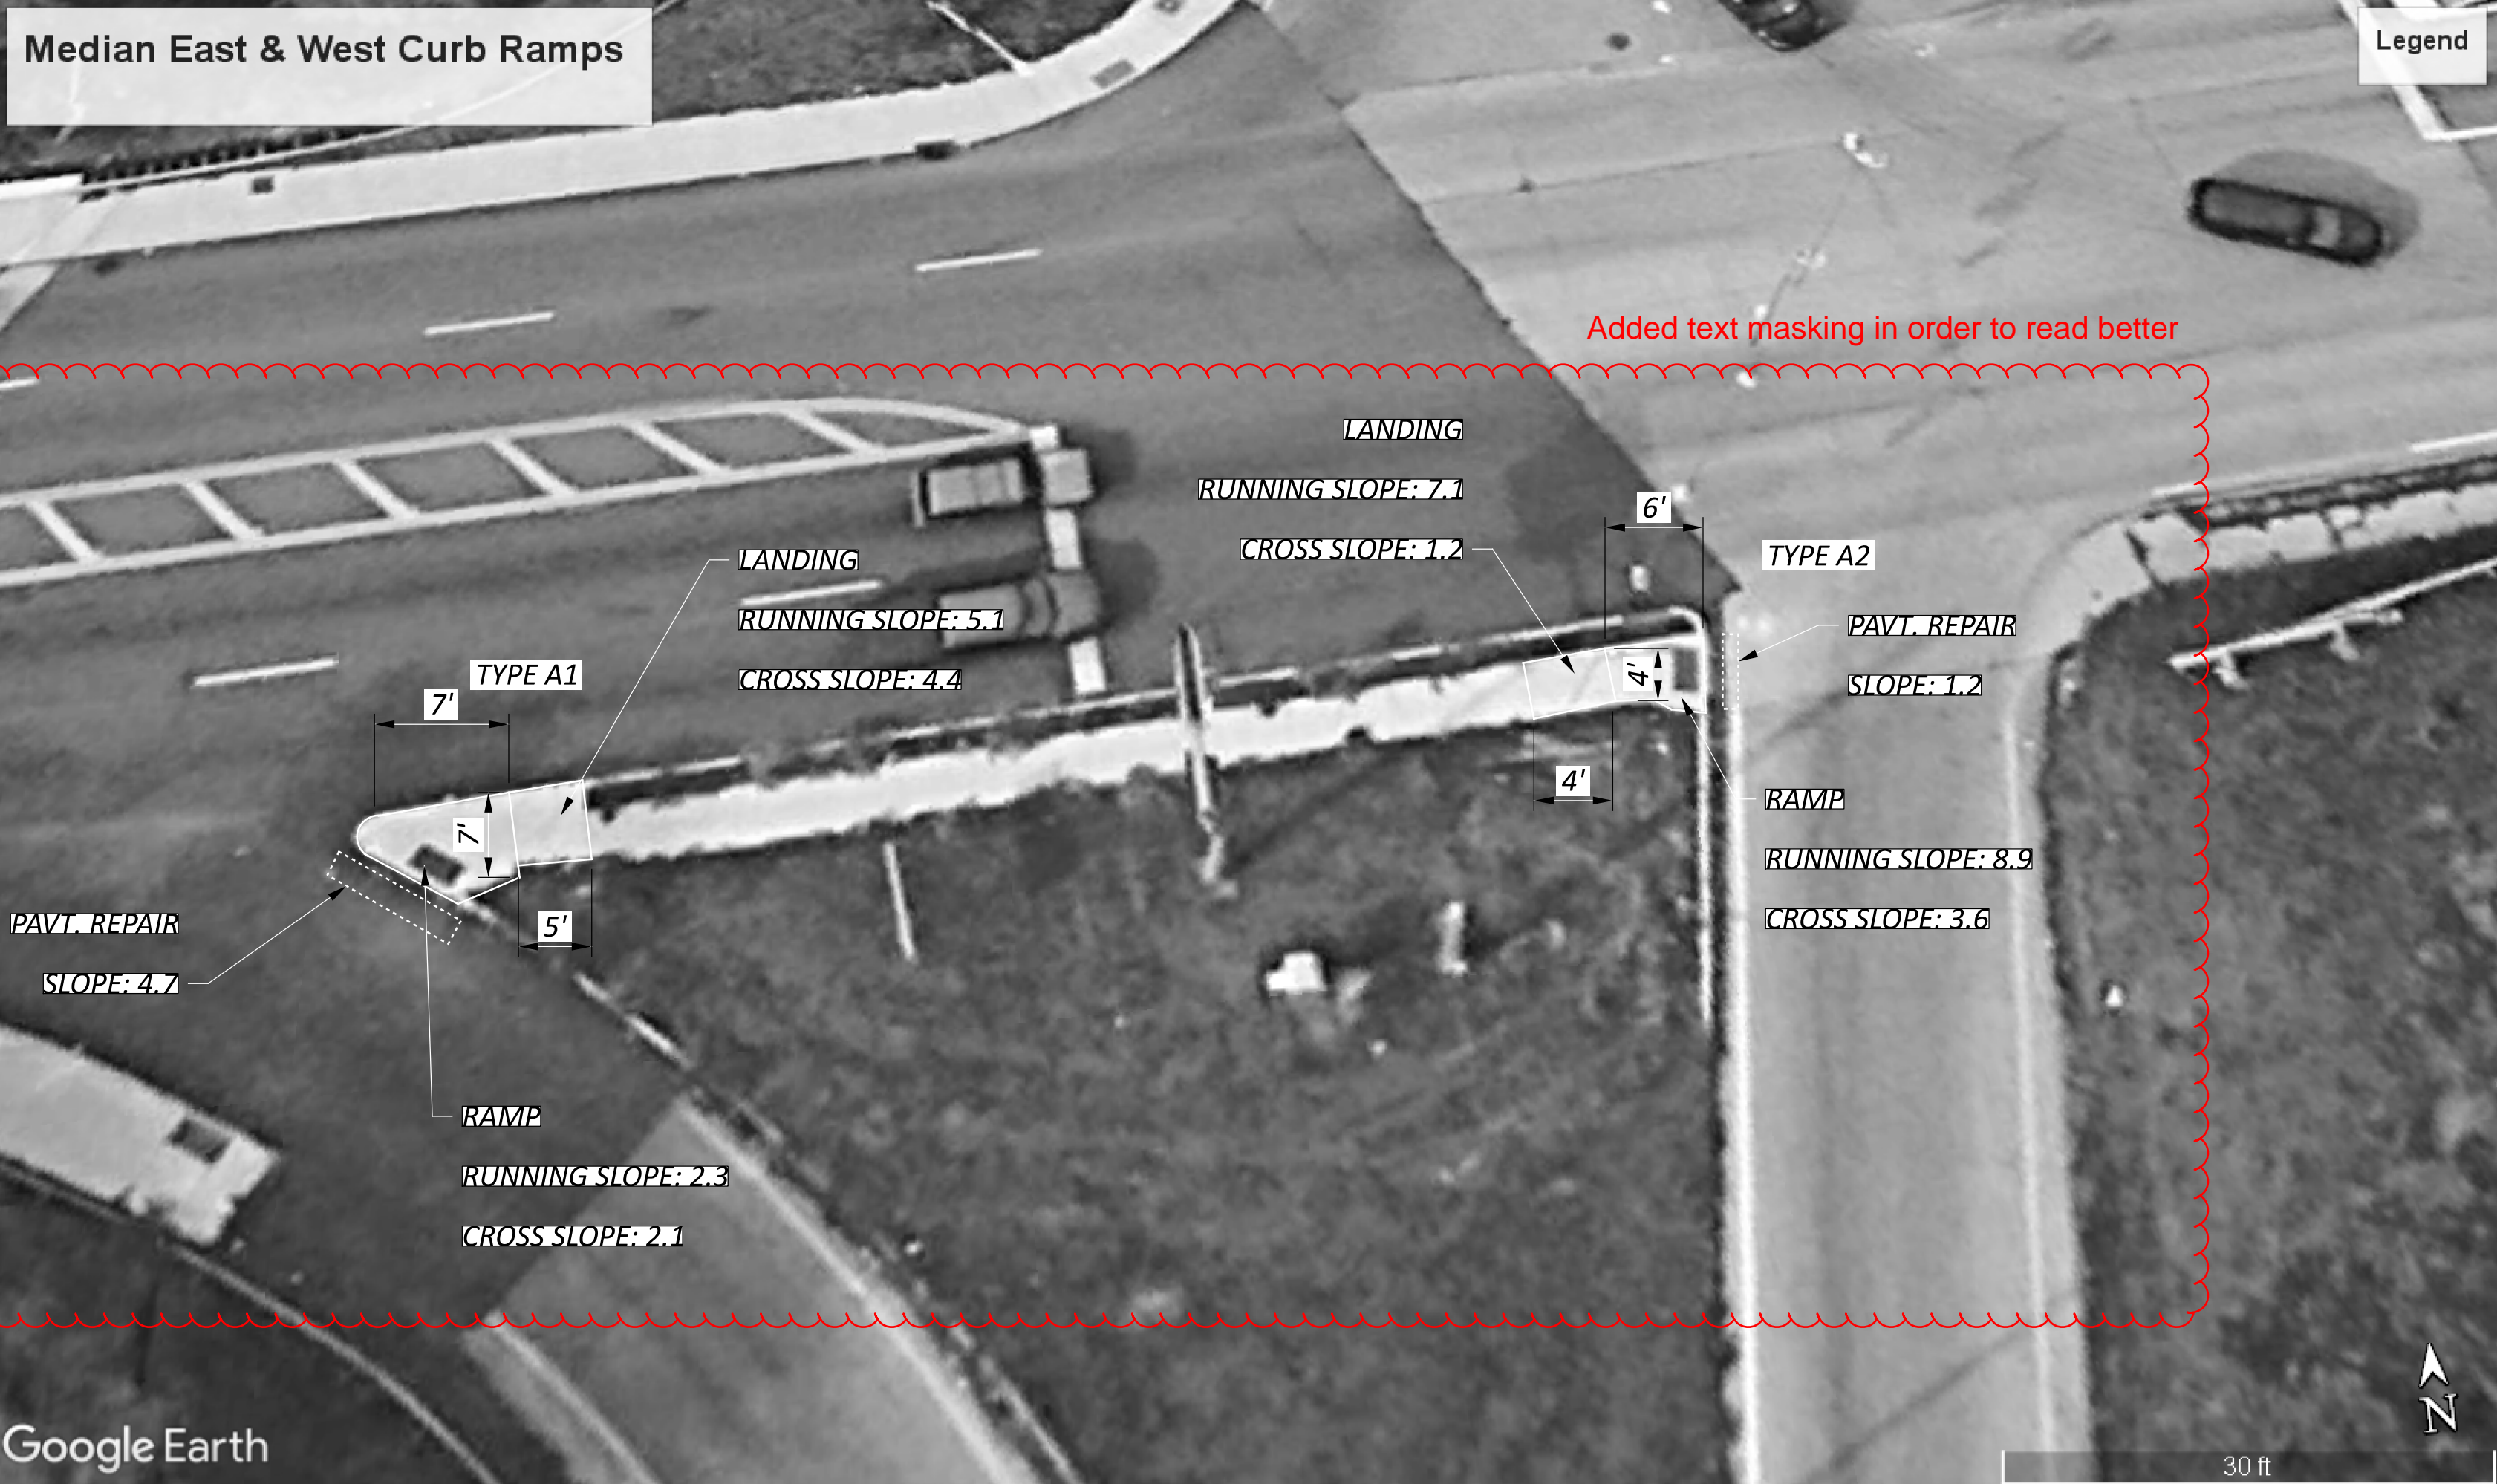 Median East & West Curb Ramps
Legend
Added text masking in order to read better
LANDING
RUNNING SLOPE: 7.1
CROSS SLOPE: 1.2
6'
TYPE A2
LANDING
RUNNING SLOPE: 5.1
CROSS SLOPE: 4.4
PAVT. REPAIR
SLOPE: 1.2
TYPE A1
7'
4'
4'
RAMP
RUNNING SLOPE: 8.9
CROSS SLOPE: 3.6
7'
5'
PAVT. REPAIR
SLOPE: 4.7
RAMP
RUNNING SLOPE: 2.3
CROSS SLOPE: 2.1
N
Google Earth
30 ft